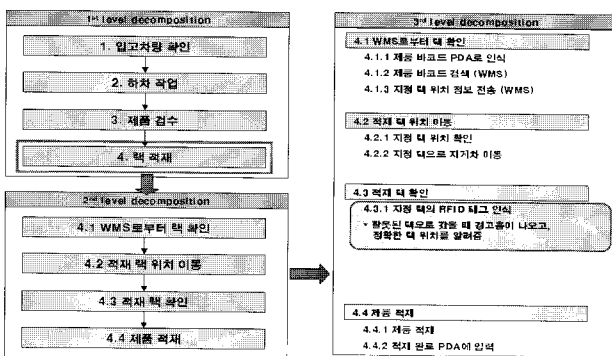 1st level decomposition
1. 입고차량 확인
2. 하차 작업
3. 제품 검수
4. 랙 적재
2nd level decomposition
4.1 WMS로부터 랙 확인
4.2 적재 랙 위치 이동
4.3 적재 랙 확인
4.4 제품 적재
3rd level decomposition
4.1 WMS로부터 랙 확인
4.1.1 제품 바코드 PDA로 인식
4.1.2 제품 바코드 검색 (WMS)
4.1.3 지정 랙 위치 정보 전송 (WMS)
4.2 적재 랙 위치 이동
4.2.1 지정 랙 위치 확인
4.2.2 지정 랙으로 지게차 이동
4.3 적재 랙 확인
4.3.1 지정 랙의 RFID 태그 인식
* 잘못된 랙으로 갔을 때 경고음이 나오고,
정확한 랙 위치를 알려줌
4.4 제품 적재
4.4.1 제품 적재
4.4.2 적재 완료 PDA에 입력